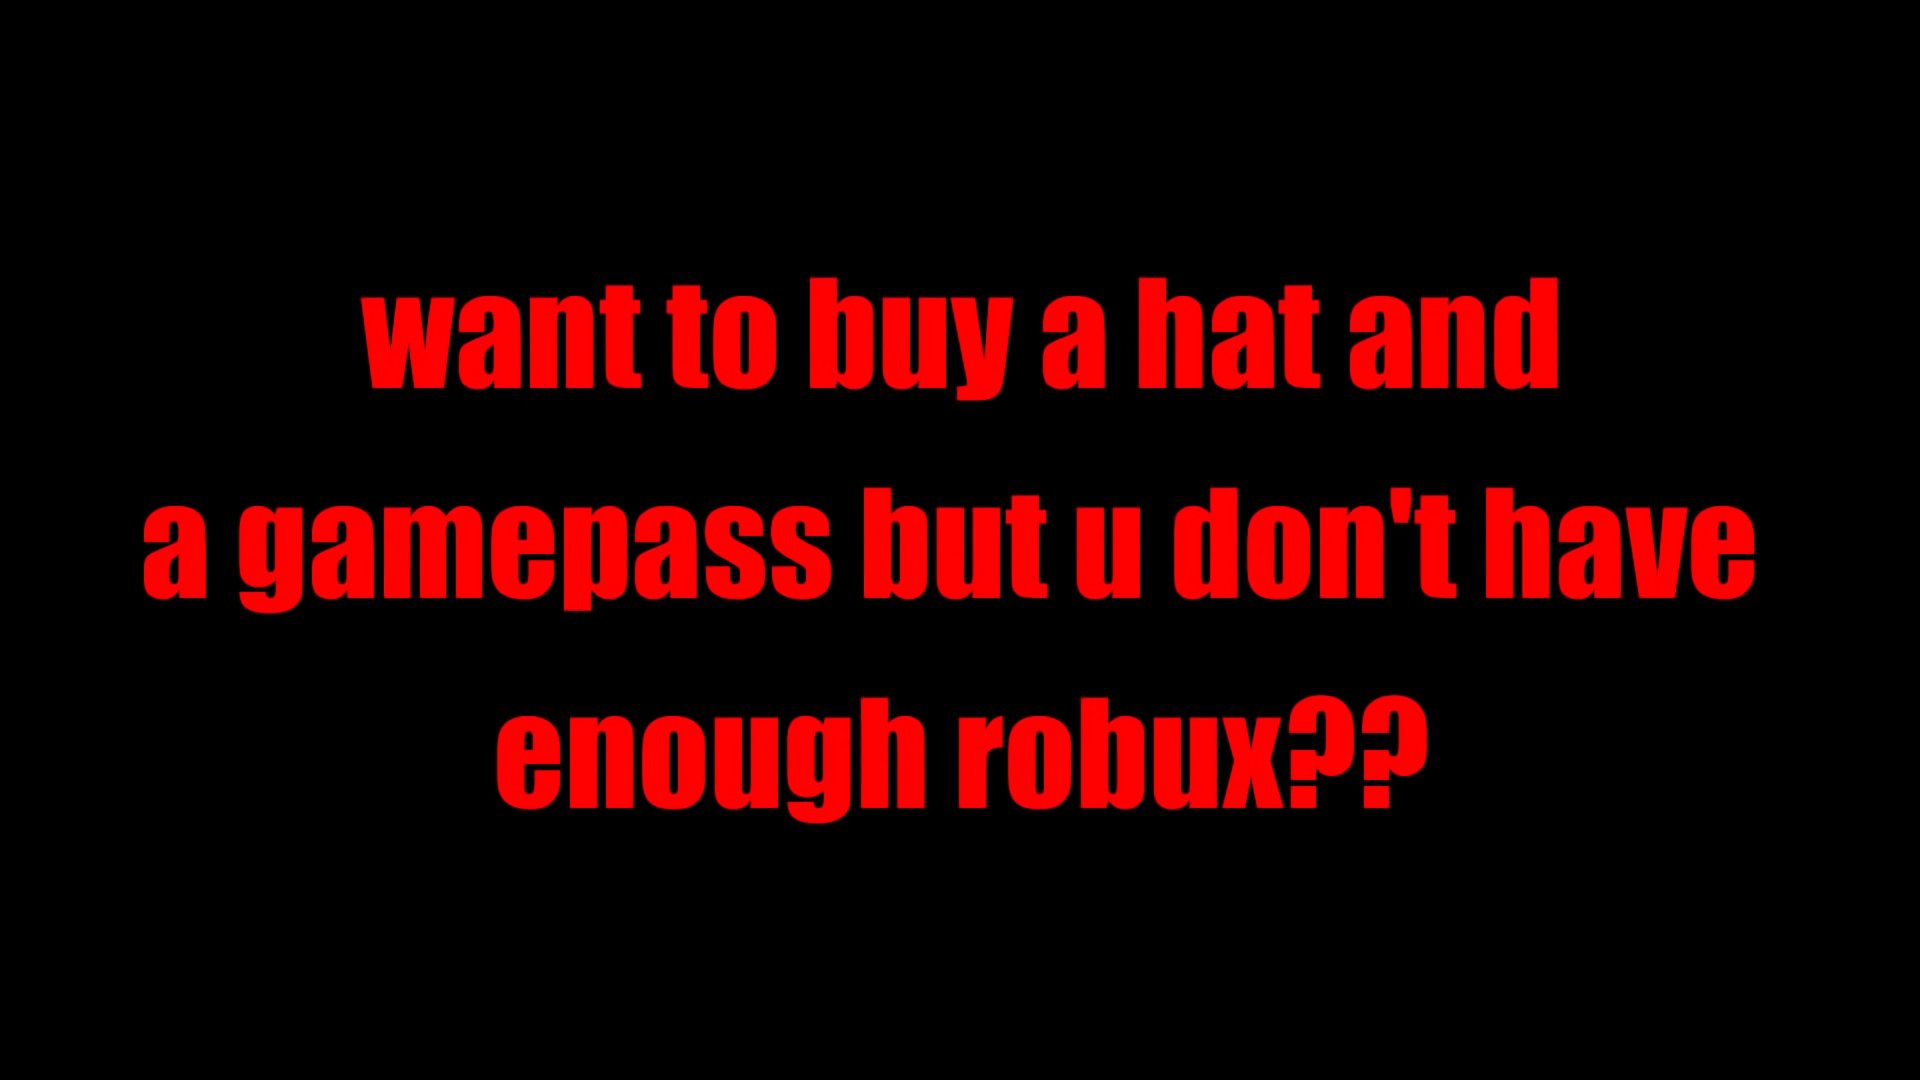 want to buy a hat and
a gamepass but u don't have
enough robux??